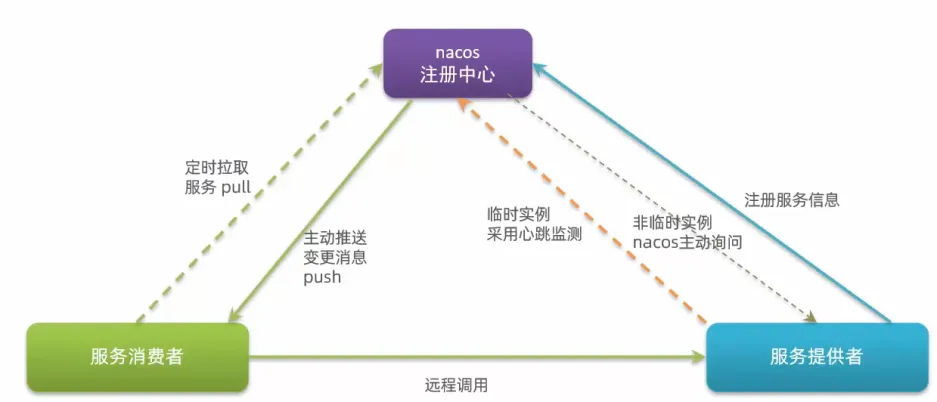 nacos
注册中心
定时拉取
服务 pull
主动推送
变更消息
push
临时实例
采用心跳监测
非临时实例
nacos主动询问
注册服务信息
服务消费者
服务提供者
远程调用